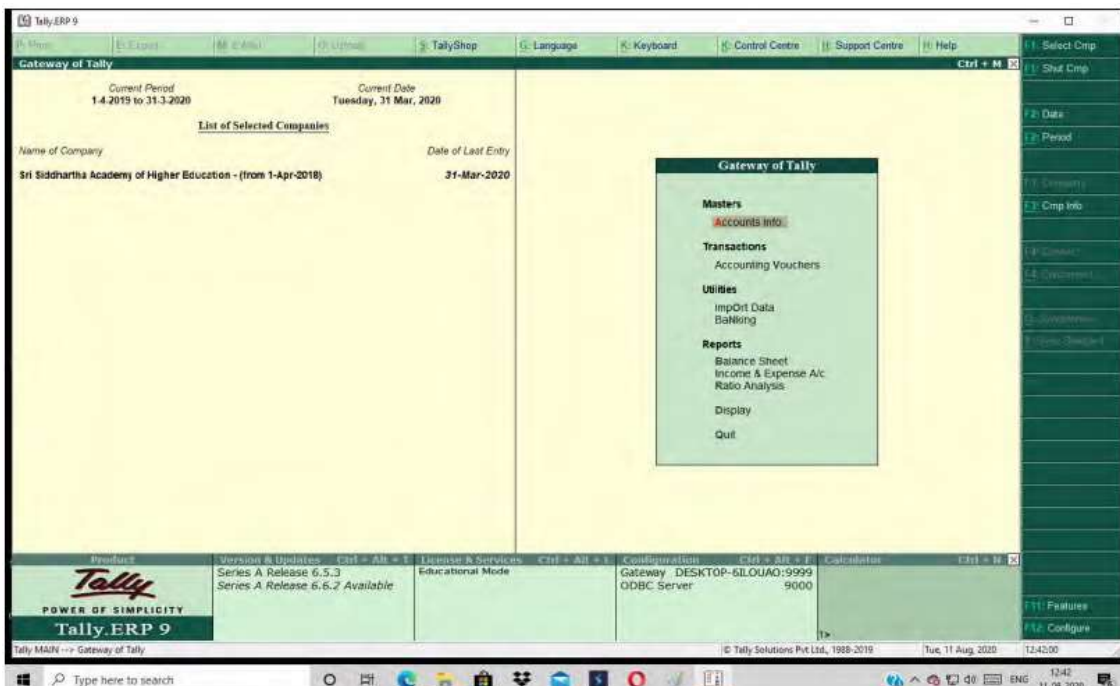 Tally.ERP 9
S: TallyShop G: Language K: Keyboard K: Control Centre H: Support Centre H: Help F1: Select Cmp
Gateway of Tally Ctrl + M
F1: Shut Cmp
Current Period Current Date
1-4-2019 to 31-3-2020 Tuesday, 31 Mar, 2020
F2: Date
F2: Period
List of Selected Companies
Name of Company Date of Last Entry
Sri Siddhartha Academy of Higher Education - (from 1-Apr-2018) 31-Mar-2020
F3: Cmp Info
Gateway of Tally
Masters
Accounts Info.
Transactions
Accounting Vouchers
Utilities
ImpOrt Data
BaNking
Reports
Balance Sheet
Income & Expense A/c
Ratio Analysis
Display
Quit
Product Version & Updates Ctrl + Alt + T License & Services Ctrl + Alt + L Configuration Ctrl + Alt + F Calculator Ctrl + N
Tally
POWER OF SIMPLICITY
Tally.ERP 9
Series A Release 6.5.3
Series A Release 6.6.2 Available
Educational Mode
Gateway DESKTOP-6ILOUAO:9999
ODBC Server 9000
1>
F11: Features
F12: Configure
Tally MAIN --> Gateway of Tally © Tally Solutions Pvt Ltd., 1988-2019 Tue, 11 Aug, 2020 12:42:00
Type here to search ENG 12:42